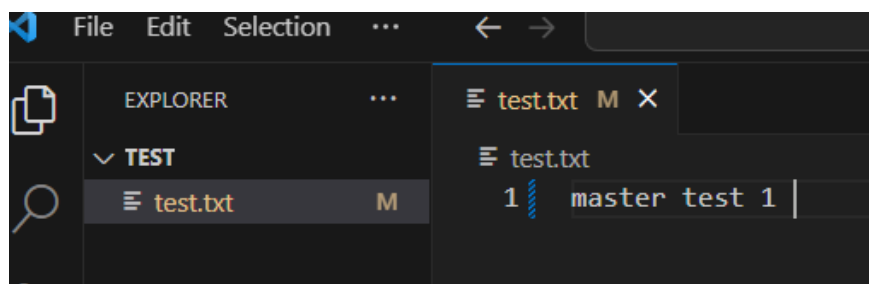 File Edit Selection ...
EXPLORER ...
TEST
test.txt M
test.txt M
test.txt
1 master test 1